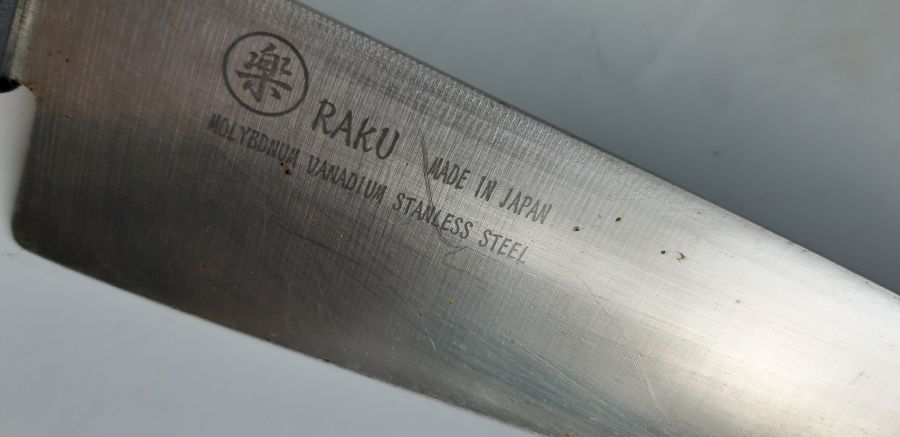 楽
RAKU MADE IN JAPAN
MOLYBDNUM VANADIUM STANLESS STEEL